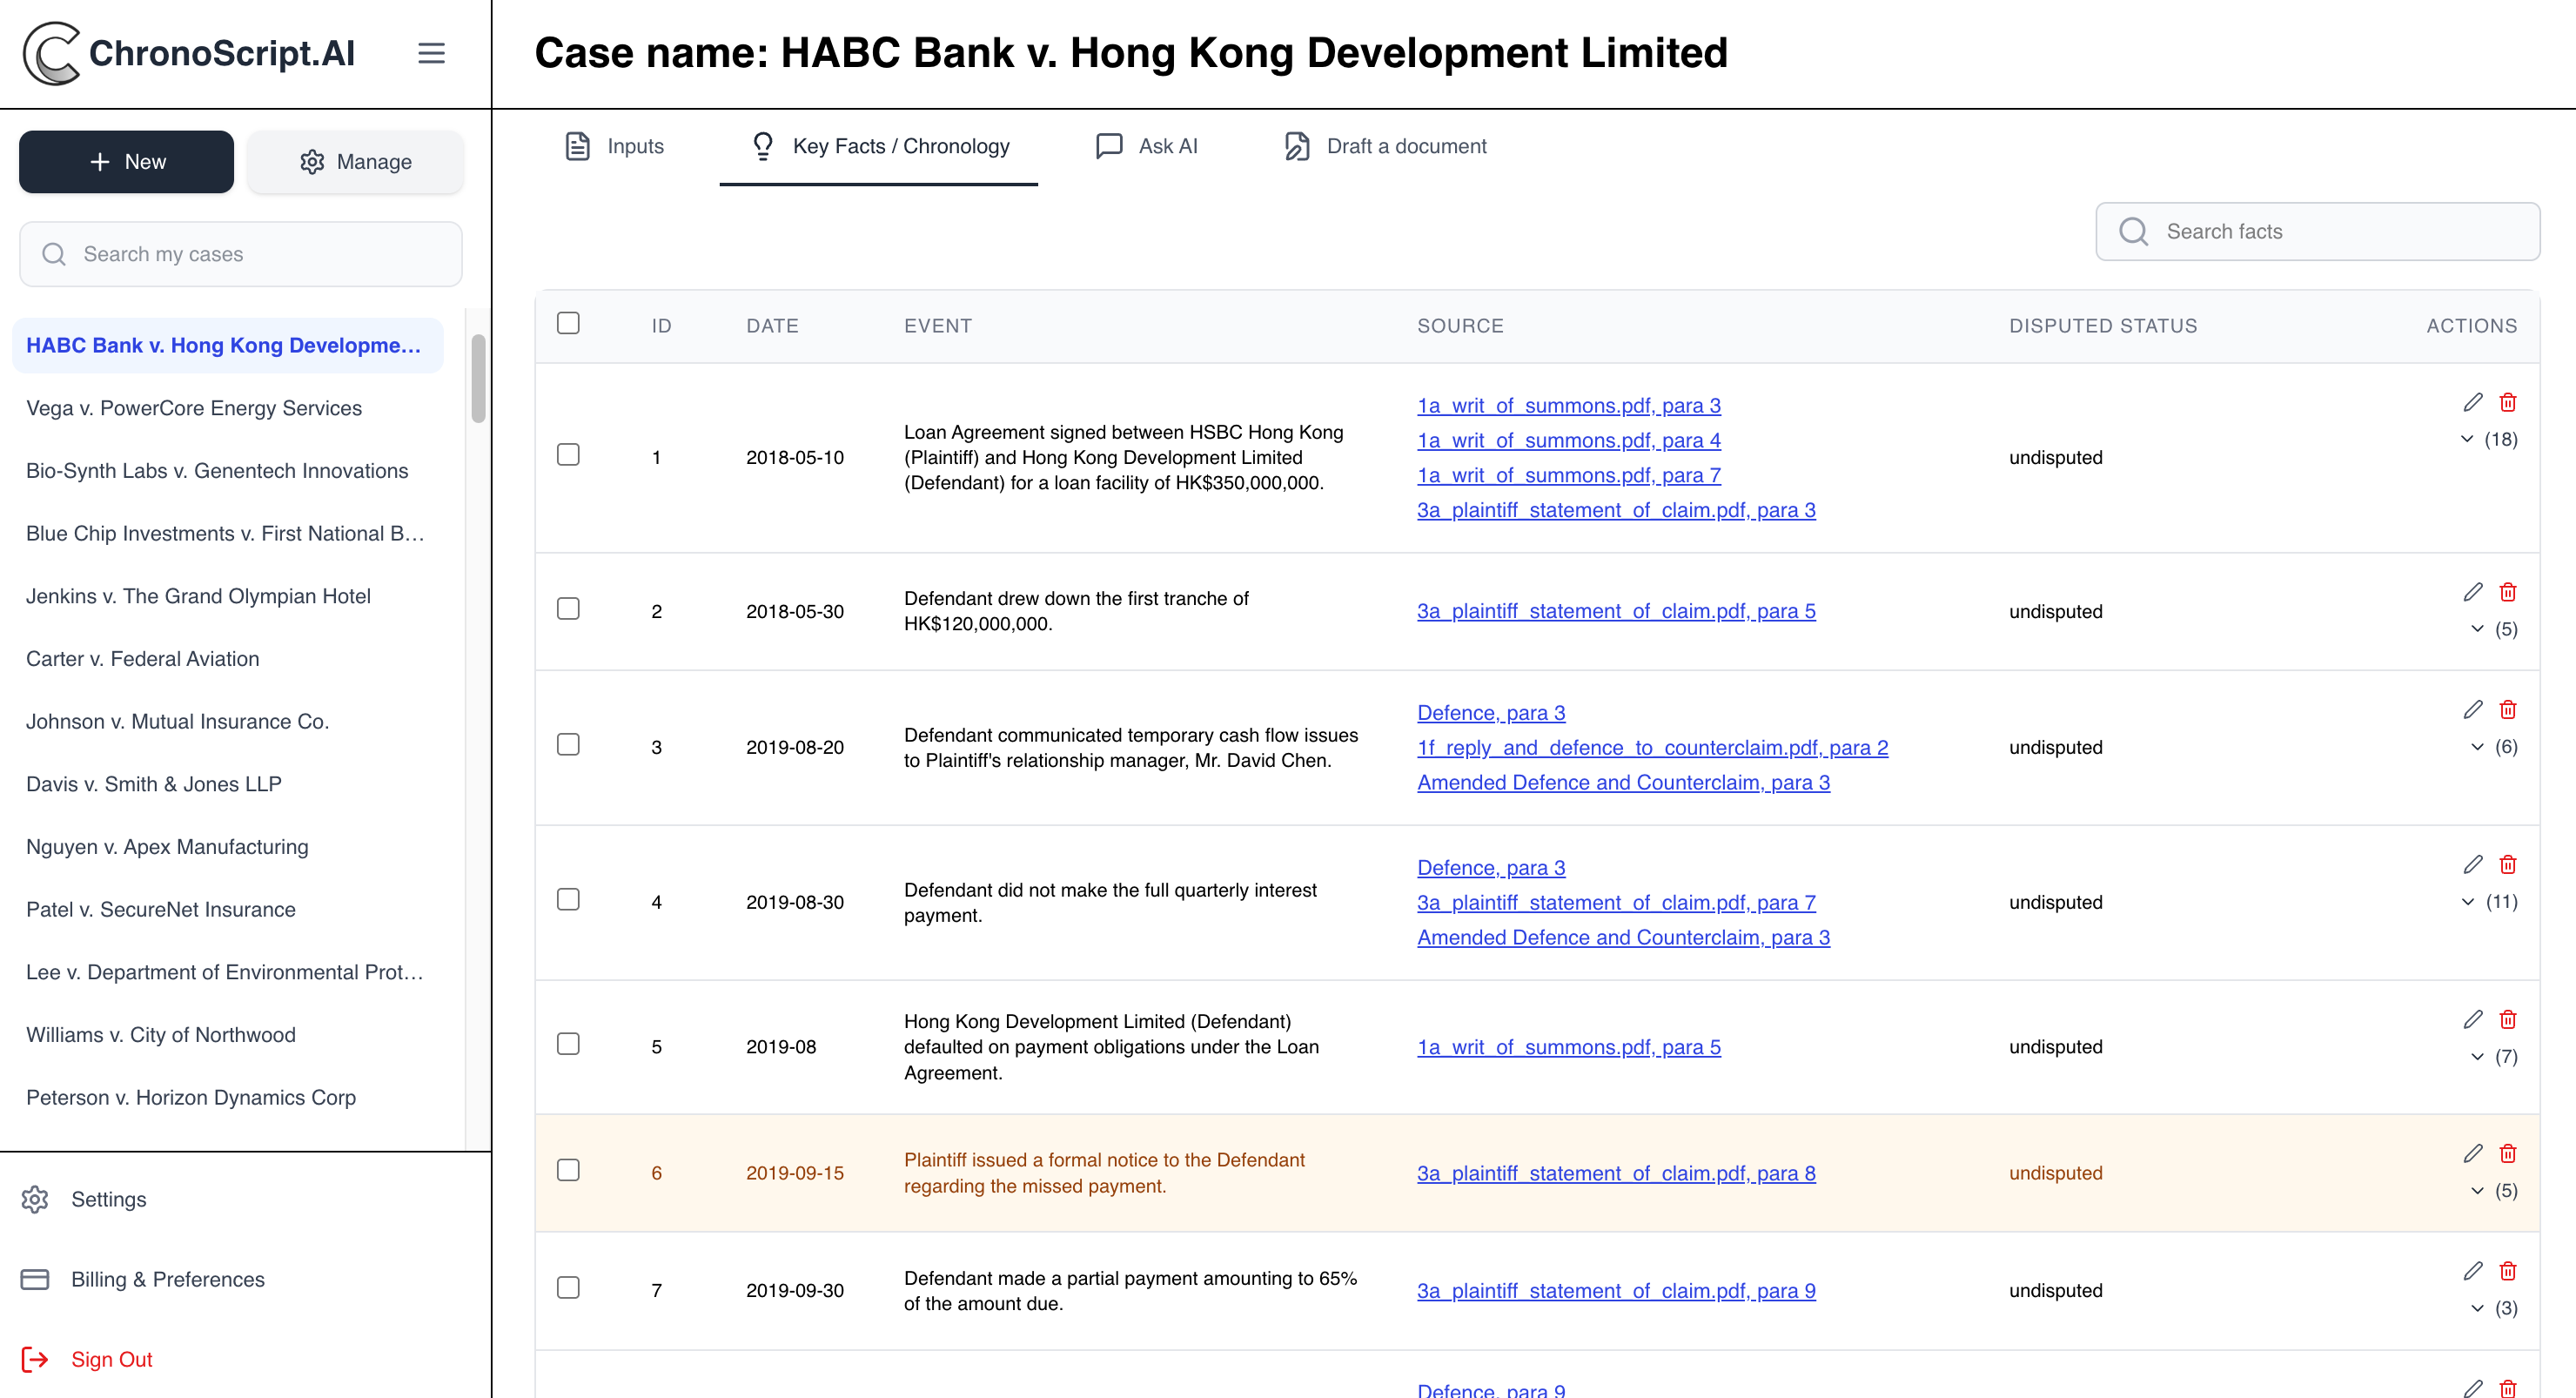 ChronoScript.AI
Case name: HABC Bank v. Hong Kong Development Limited
New
Manage
Search my cases
HABC Bank v. Hong Kong Developme...
Vega v. PowerCore Energy Services
Bio-Synth Labs v. Genentech Innovations
Blue Chip Investments v. First National B...
Jenkins v. The Grand Olympian Hotel
Carter v. Federal Aviation
Johnson v. Mutual Insurance Co.
Davis v. Smith & Jones LLP
Nguyen v. Apex Manufacturing
Patel v. SecureNet Insurance
Lee v. Department of Environmental Prot...
Williams v. City of Northwood
Peterson v. Horizon Dynamics Corp
Settings
Billing & Preferences
Sign Out
Inputs
Key Facts / Chronology
Ask AI
Draft a document
Search facts
ID DATE EVENT SOURCE DISPUTED STATUS ACTIONS
1
2018-05-10
Loan Agreement signed between HSBC Hong Kong
(Plaintiff) and Hong Kong Development Limited
(Defendant) for a loan facility of HK$350,000,000.
1a_writ_of_summons.pdf, para 3
1a_writ_of_summons.pdf, para 4
1a_writ_of_summons.pdf, para 7
3a_plaintiff_statement_of_claim.pdf, para 3
undisputed
(18)
2
2018-05-30
Defendant drew down the first tranche of
HK$120,000,000.
3a_plaintiff_statement_of_claim.pdf, para 5
undisputed
(5)
3
2019-08-20
Defendant communicated temporary cash flow issues
to Plaintiff's relationship manager, Mr. David Chen.
Defence, para 3
1f_reply_and_defence_to_counterclaim.pdf, para 2
Amended Defence and Counterclaim, para 3
undisputed
(6)
4
2019-08-30
Defendant did not make the full quarterly interest
payment.
Defence, para 3
3a_plaintiff_statement_of_claim.pdf, para 7
Amended Defence and Counterclaim, para 3
undisputed
(11)
5
2019-08
Hong Kong Development Limited (Defendant)
defaulted on payment obligations under the Loan
Agreement.
1a_writ_of_summons.pdf, para 5
undisputed
(7)
6
2019-09-15
Plaintiff issued a formal notice to the Defendant
regarding the missed payment.
3a_plaintiff_statement_of_claim.pdf, para 8
undisputed
(5)
7
2019-09-30
Defendant made a partial payment amounting to 65%
of the amount due.
3a_plaintiff_statement_of_claim.pdf, para 9
undisputed
(3)
Defence, para 9